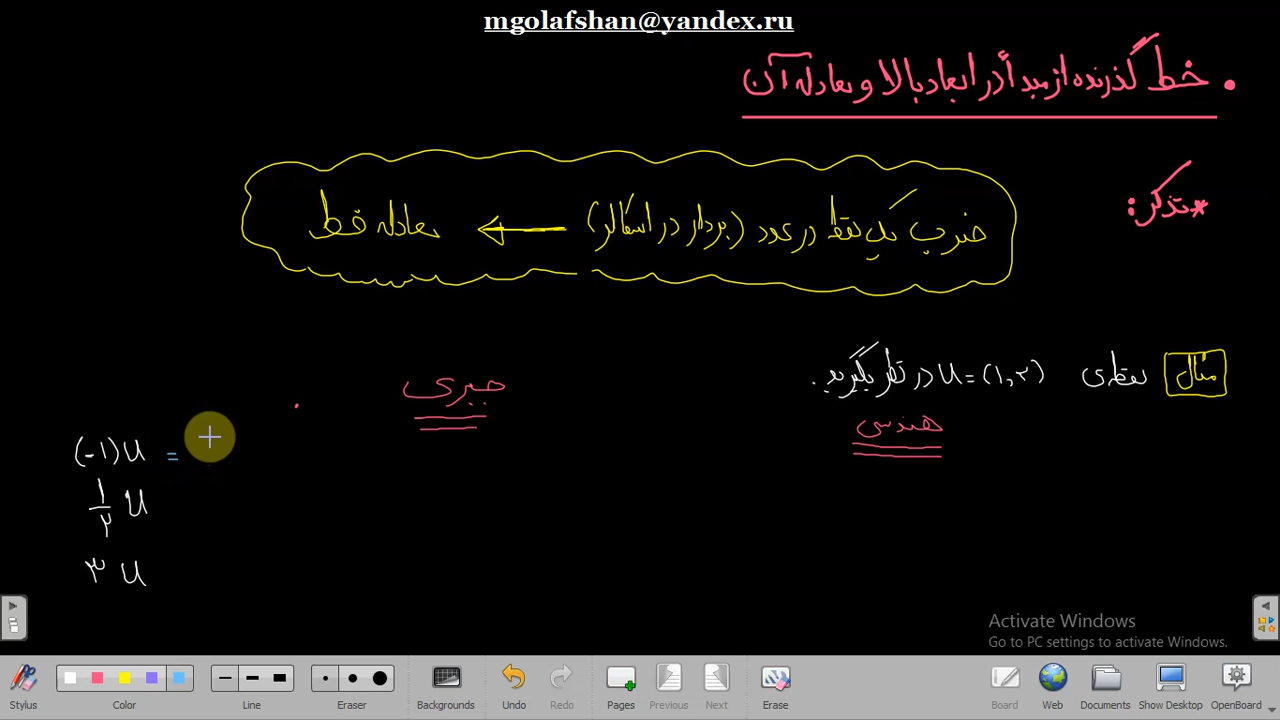 mgolafshan@yandex.ru
• خط گذرنده از مبدأ در ابعاد بالا و معادله آن
*تذکر:
ضرب یک نقطه در عدد (بردار در اسکالر) ← معادله خط
مثال نقطه‌ی u = (۱,۲) در نظر بگیرید.
هندسی
جبری
(-۱)u =
۱/۲ u
۳ u
Activate Windows
Go to PC settings to activate Windows.
Styles Color Line Eraser Backgrounds Undo Redo Pages Previous Next Erase Board Web Documents Show Desktop OpenBoard